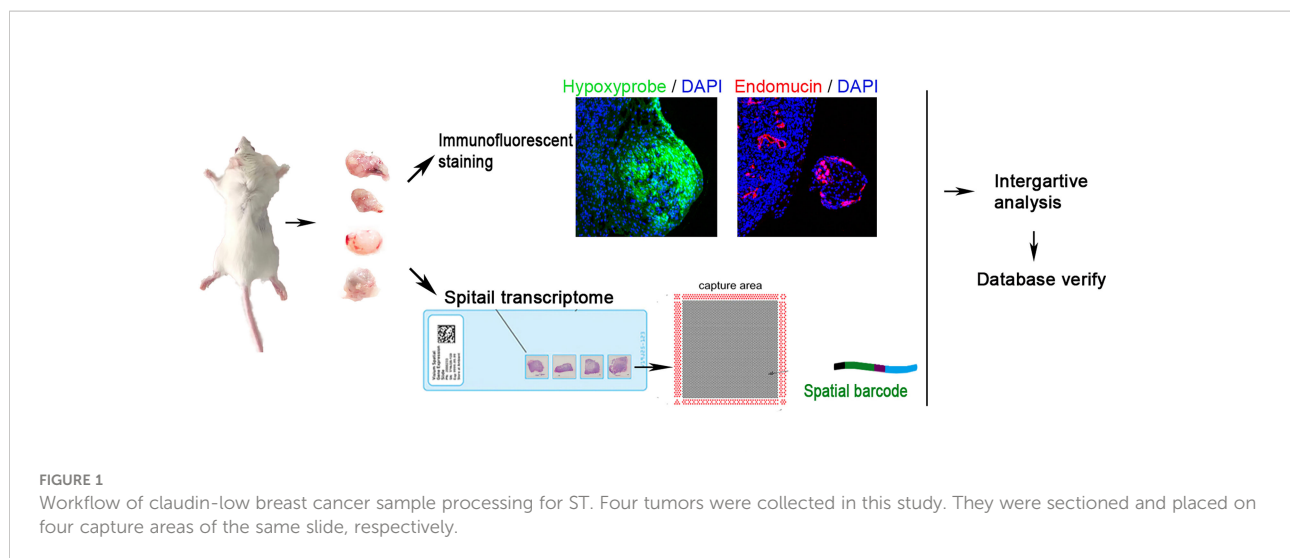 Hypoxyprobe / DAPI Endomucin / DAPI
Immunofluorescent
staining
Intergartive
analysis
Database verify
Spitail transcriptome
capture area
Spatial barcode
FIGURE 1
Workflow of claudin-low breast cancer sample processing for ST. Four tumors were collected in this study. They were sectioned and placed on
four capture areas of the same slide, respectively.